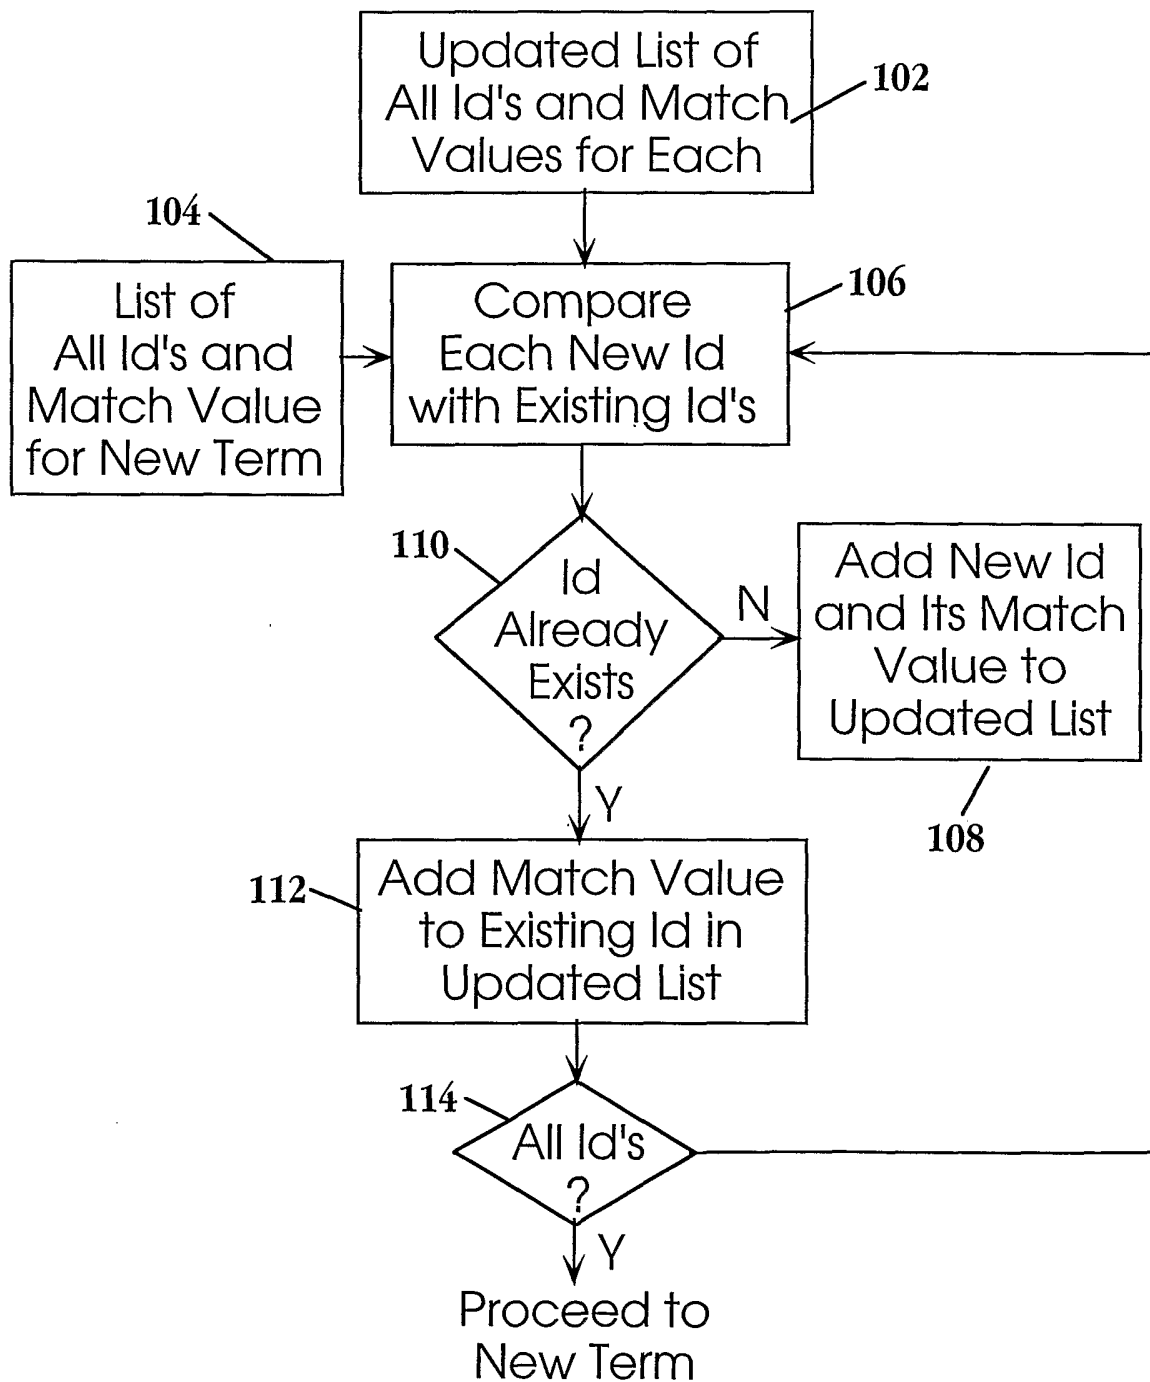 Updated List of
All Id's and Match
Values for Each
102
104
List of
All Id's and
Match Value
for New Term
Compare
Each New Id
with Existing Id's
106
110
Id
Already
Exists
?
N
Add New Id
and Its Match
Value to
Updated List
108
Y
112
Add Match Value
to Existing Id in
Updated List
114
All Id's
?
Y
Proceed to
New Term